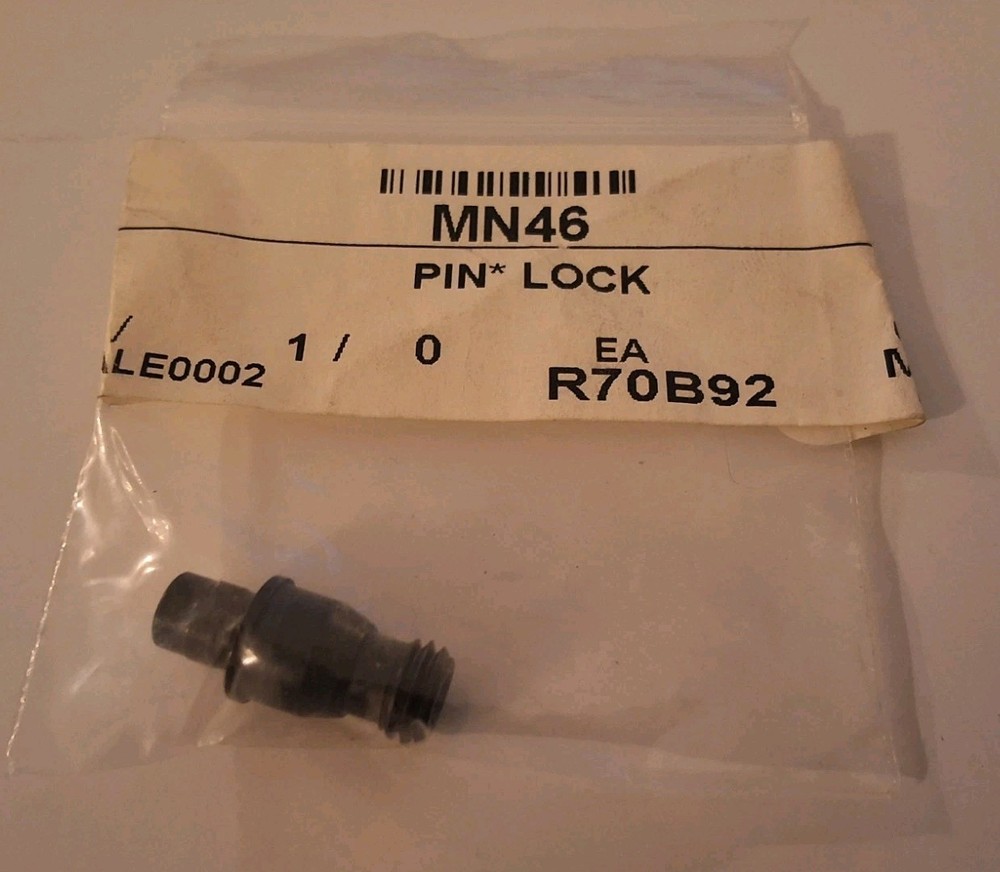 MN46
PIN* LOCK
/
1 / 0 EA
LE0002 R70B92